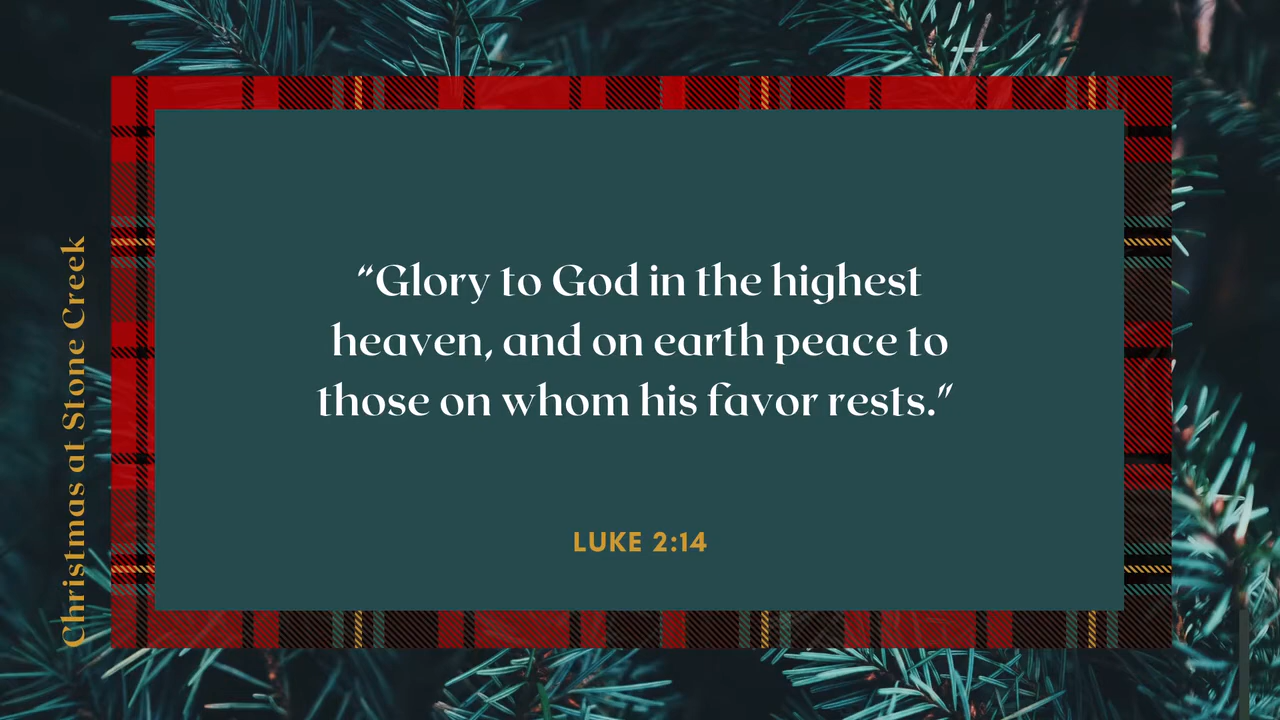 Christmas at Stone Creek
“Glory to God in the highest
heaven, and on earth peace to
those on whom his favor rests.”
LUKE 2:14